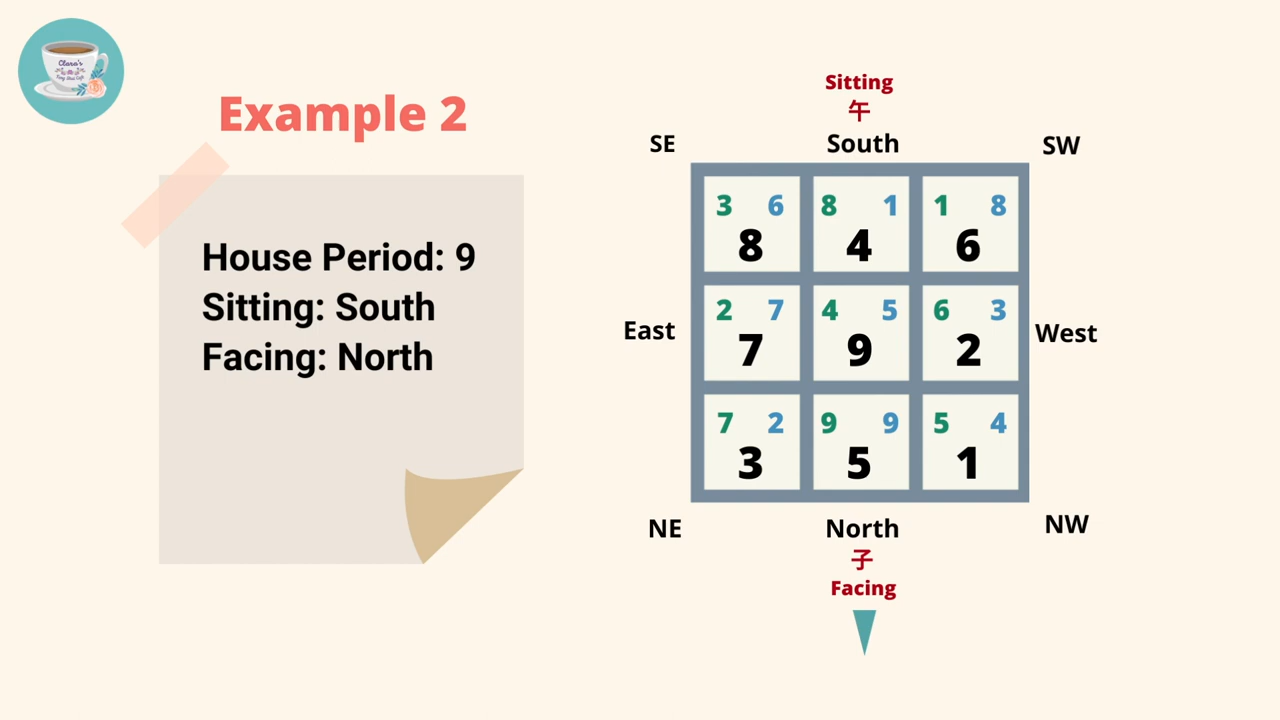 Clara's
Example 2
House Period: 9
Sitting: South
Facing: North
Sitting
午
SE South SW
3 6 8 1 1 8
8 4 6
East West
2 7 4 5 6 3
7 9 2
7 2 9 9 5 4
3 5 1
NE North NW
子
Facing